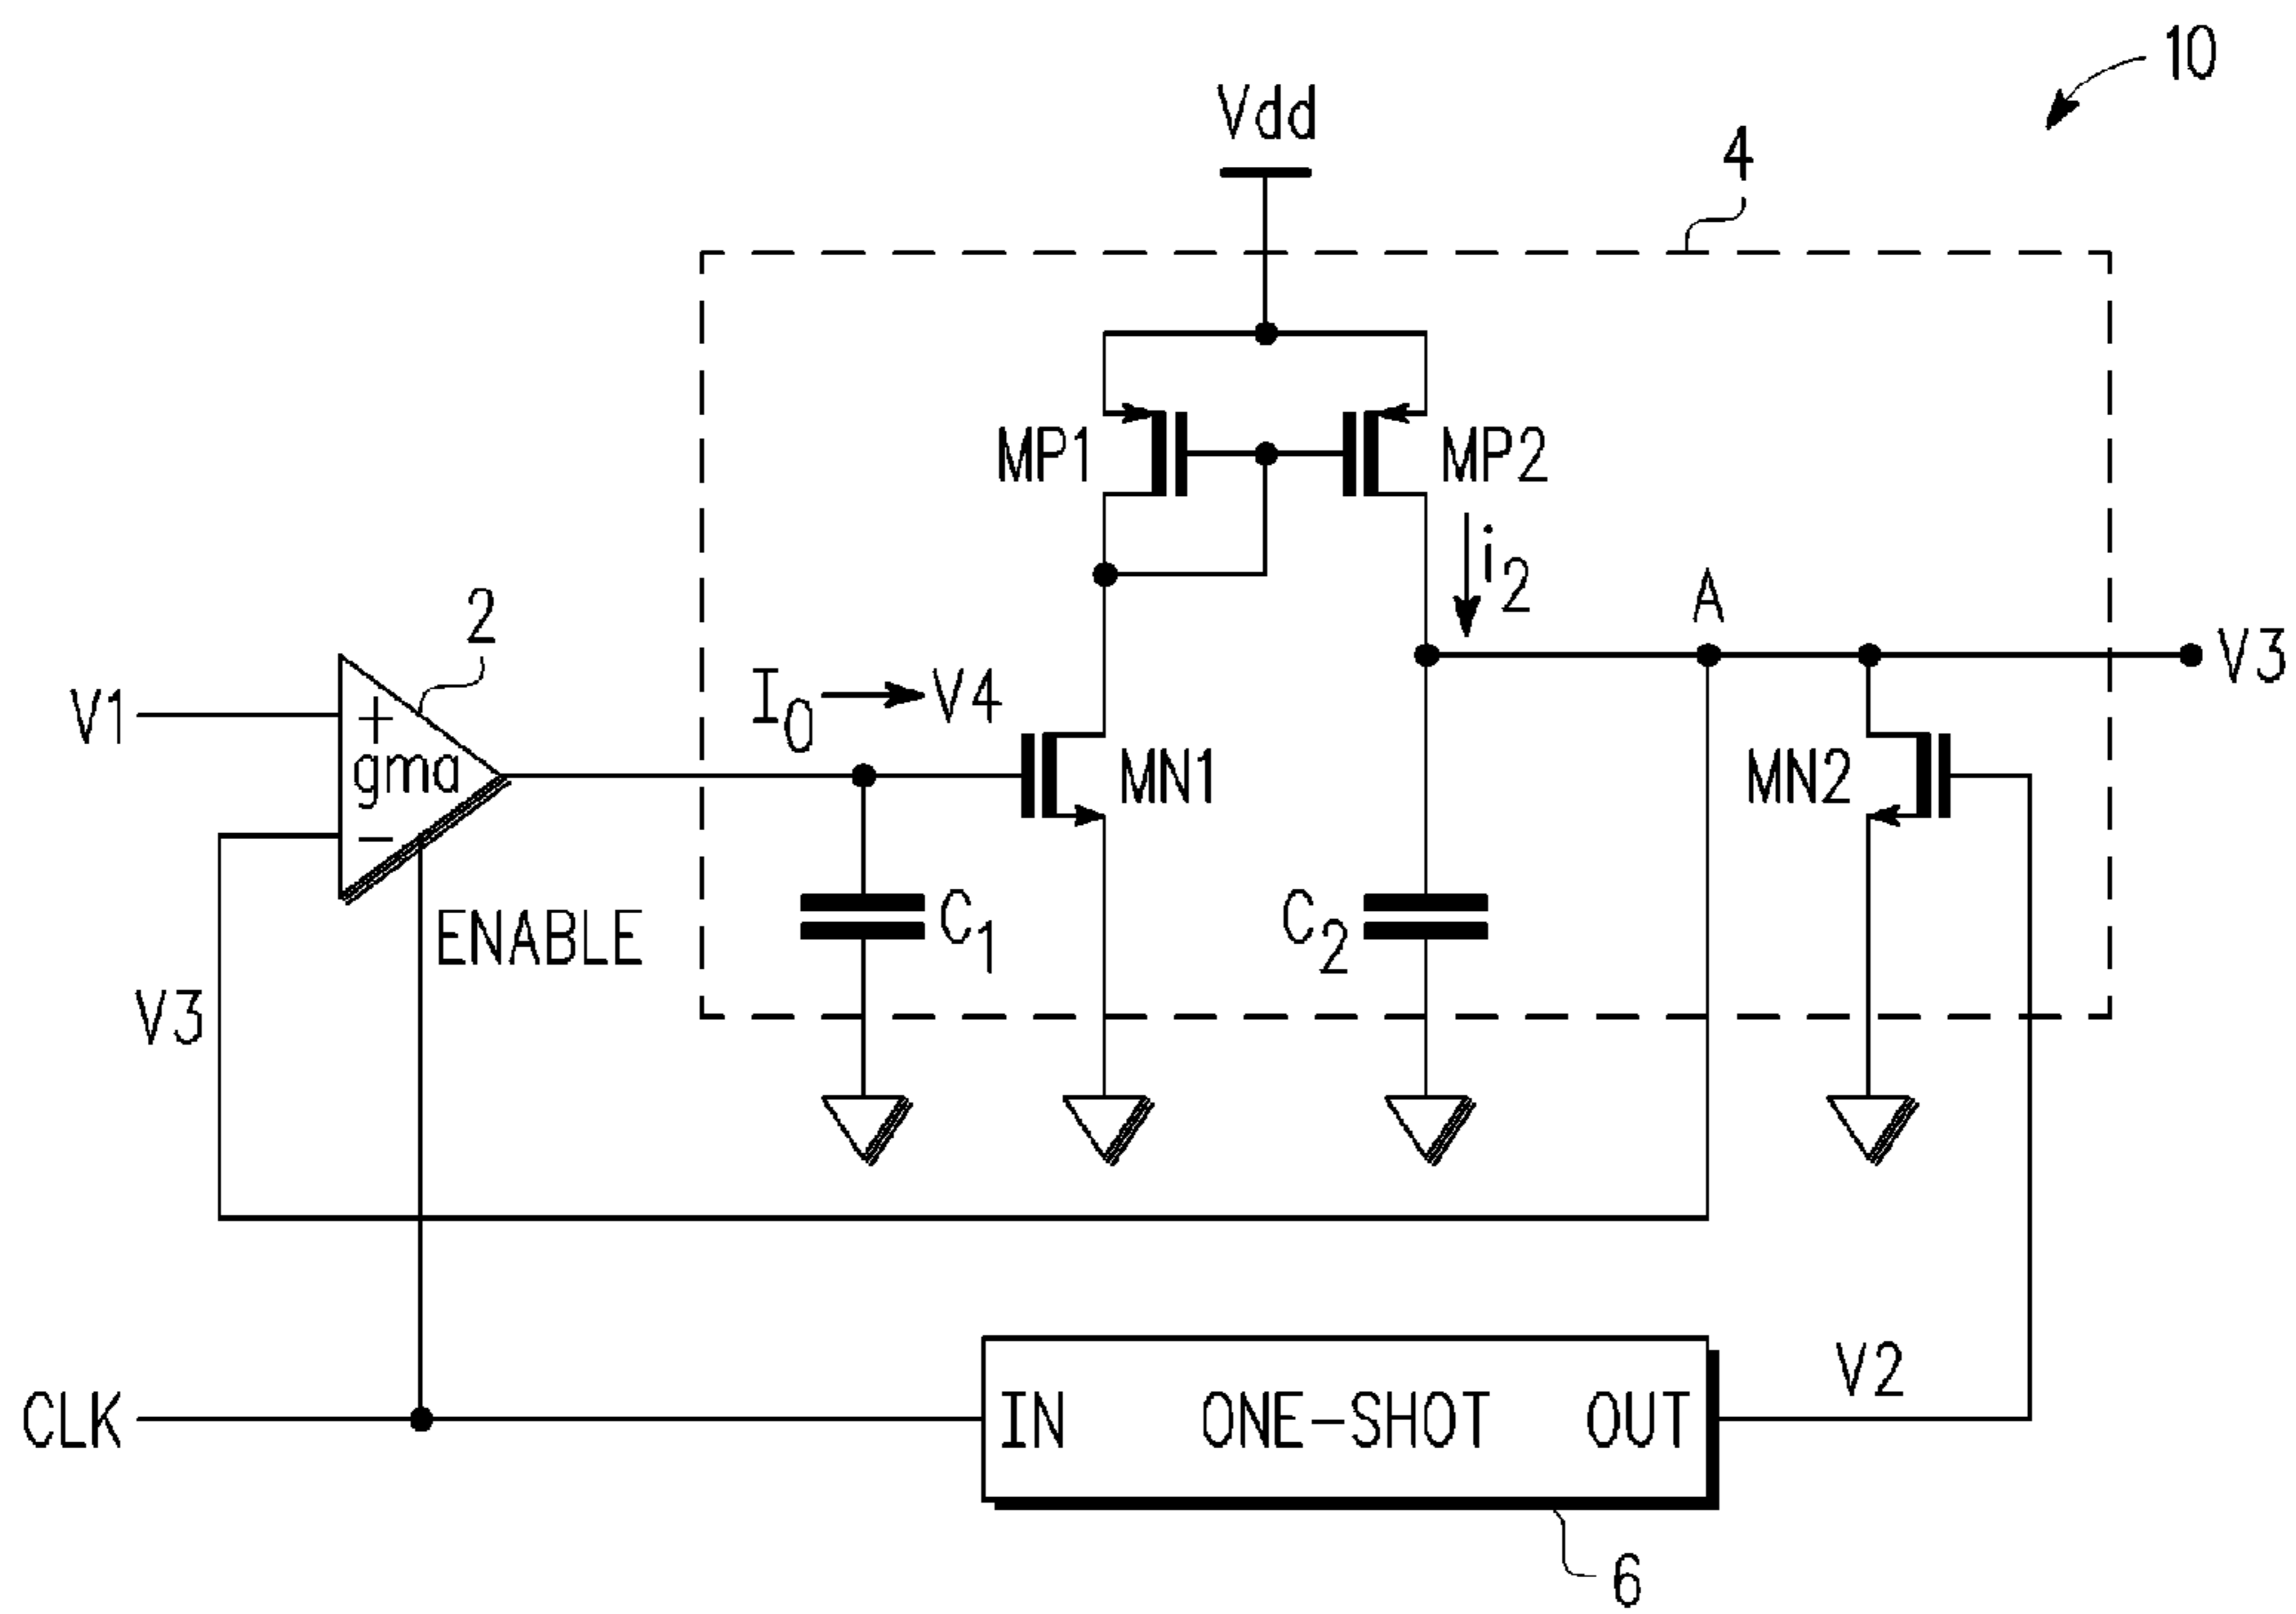 10
Vdd
4
MP1
MP2
i2
A
2
V1
+
gma
−
I0
V4
MN1
MN2
V3
ENABLE
C1
C2
V3
CLK
IN ONE-SHOT OUT
V2
6